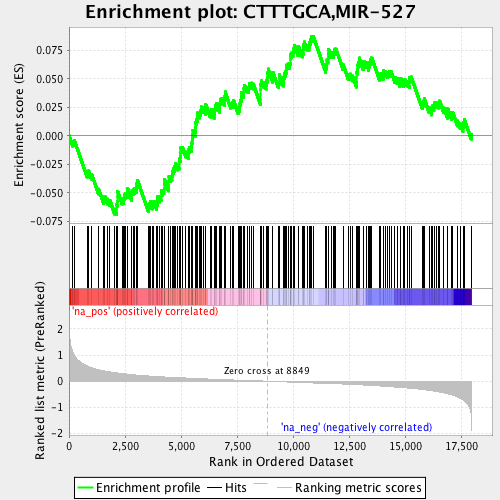 Enrichment plot: CTTTGCA,MIR-527
Enrichment score (ES)
0.075
0.050
0.025
0.000
-0.025
-0.050
-0.075
'na_pos' (positively correlated)
Ranked list metric (PreRanked)
2
1
0
-1
-2
Zero cross at 8849
'na_neg' (negatively correlated)
0
2,500
5,000
7,500
10,000
12,500
15,000
17,500
Rank in Ordered Dataset
Enrichment profile
Hits
Ranking metric scores